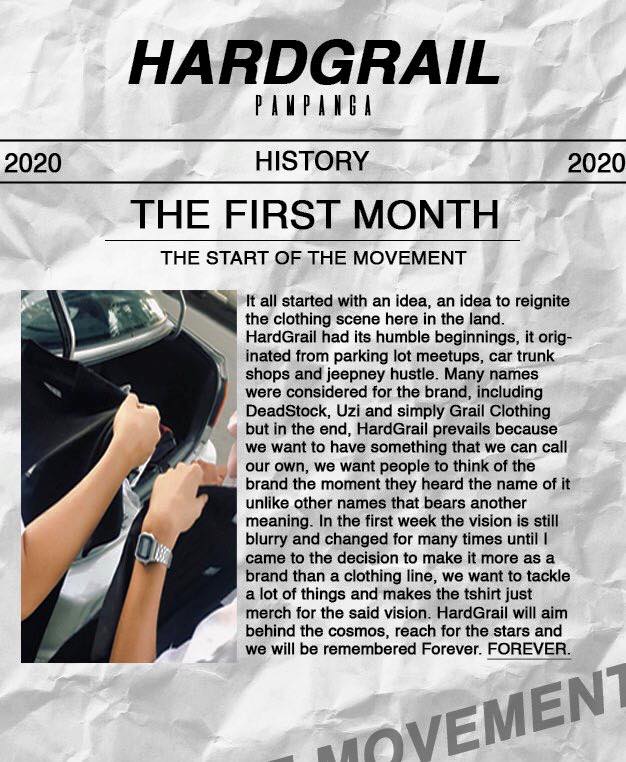 HARDGRAIL
PAMPANGA
2020 HISTORY 2020
THE FIRST MONTH
THE START OF THE MOVEMENT
It all started with an idea, an idea to reignite
the clothing scene here in the land.
HardGrail had its humble beginnings, it orig-
inated from parking lot meetups, car trunk
shops and jeepney hustle. Many names
were considered for the brand, including
DeadStock, Uzi and simply Grail Clothing
but in the end, HardGrail prevails because
we want to have something that we can call
our own, we want people to think of the
brand the moment they heard the name of it
unlike other names that bears another
meaning. In the first week the vision is still
blurry and changed for many times until I
came to the decision to make it more as a
brand than a clothing line, we want to tackle
a lot of things and makes the tshirt just
merch for the said vision. HardGrail will aim
behind the cosmos, reach for the stars and
we will be remembered Forever. FOREVER.
MOVEMENT